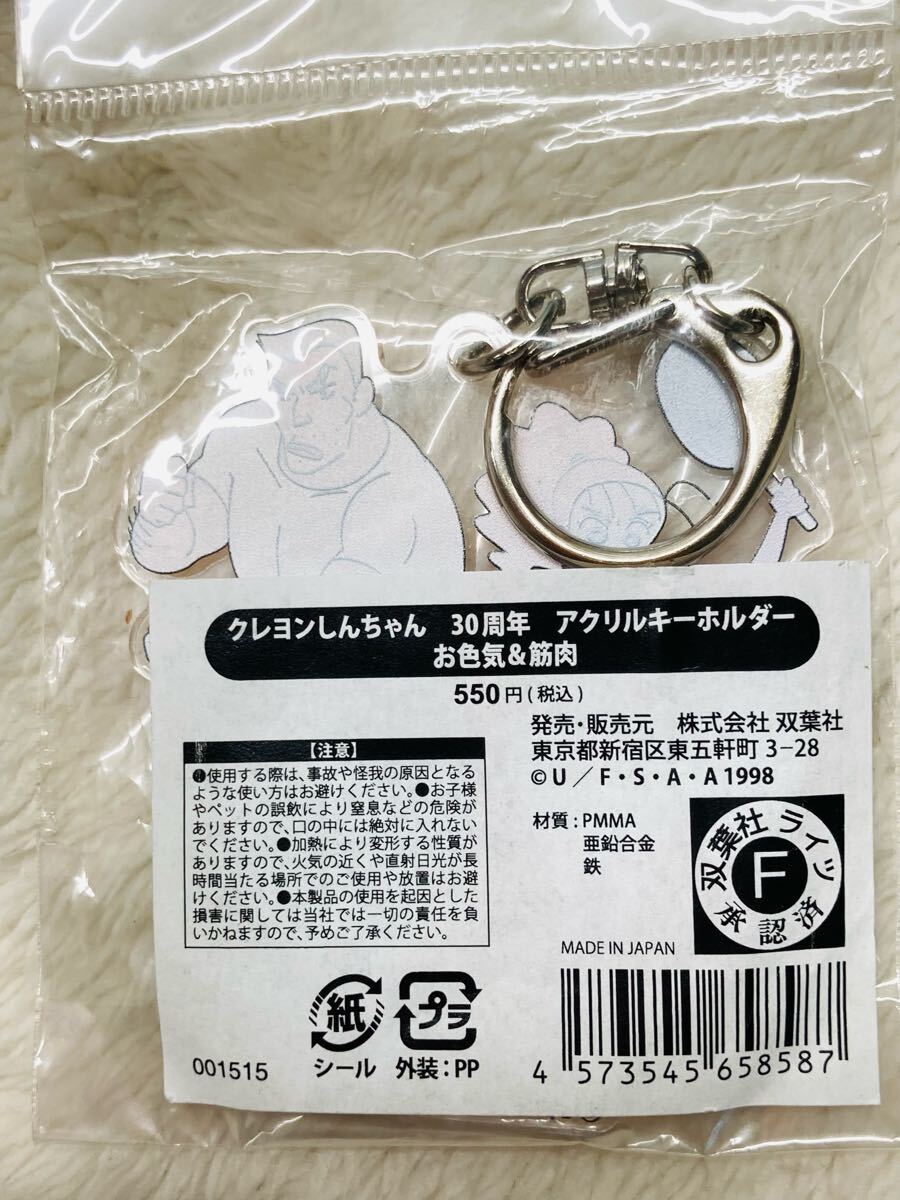 クレヨンしんちゃん 30周年 アクリルキーホルダー
お色気＆筋肉
550円(税込)
発売・販売元 株式会社 双葉社
東京都新宿区東五軒町 3-28
©U／F・S・A・A 1998
【注意】
●使用する際は、事故や怪我の原因となる
ような使い方はお避けください。●お子様
やペットの誤飲により窒息などの危険が
ありますので、口の中には絶対に入れない
でください。●加熱により変形する性質が
ありますので、火気の近くや直射日光が長
時間当たる場所でのご使用や放置はお避
けください。●本製品の使用を起因とした
損害に関しては当社では一切の責任を負
いかねますので、予めご了承ください。
材質：PMMA
亜鉛合金
鉄
双葉社ライツ
F
承認済
MADE IN JAPAN
紙
シール
プラ
外装：PP
001515
4 573545 658587